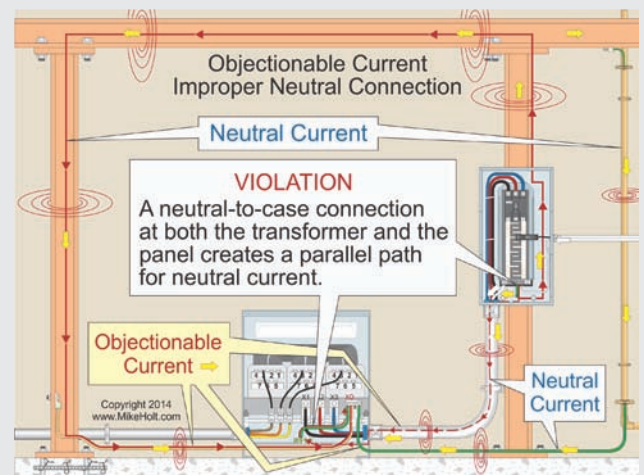 Objectionable Current
Improper Neutral Connection
Neutral Current
VIOLATION
A neutral-to-case connection
at both the transformer and the
panel creates a parallel path
for neutral current.
Objectionable
Current
Neutral
Current
Copyright 2014
www.MikeHolt.com